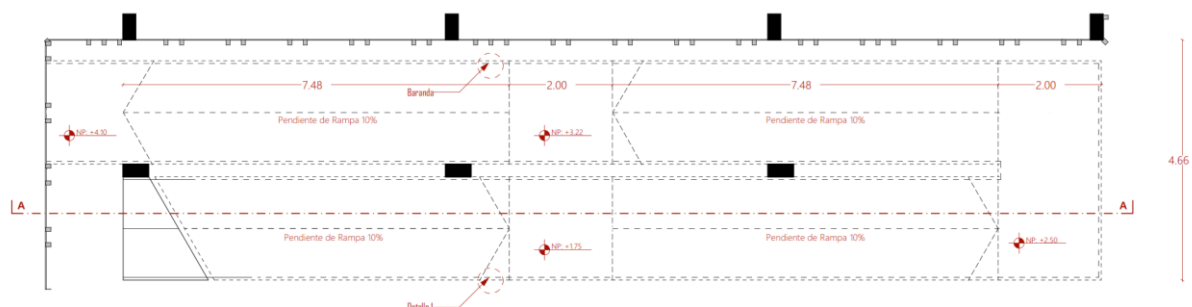 7.48
2.00
7.48
2.00
Baranda
Pendiente de Rampa 10%
Pendiente de Rampa 10%
NP: +4.10
NP: +3.22
4.66
A
A
Pendiente de Rampa 10%
Pendiente de Rampa 10%
NP: +1.75
NP: +2.50
Detalle 1